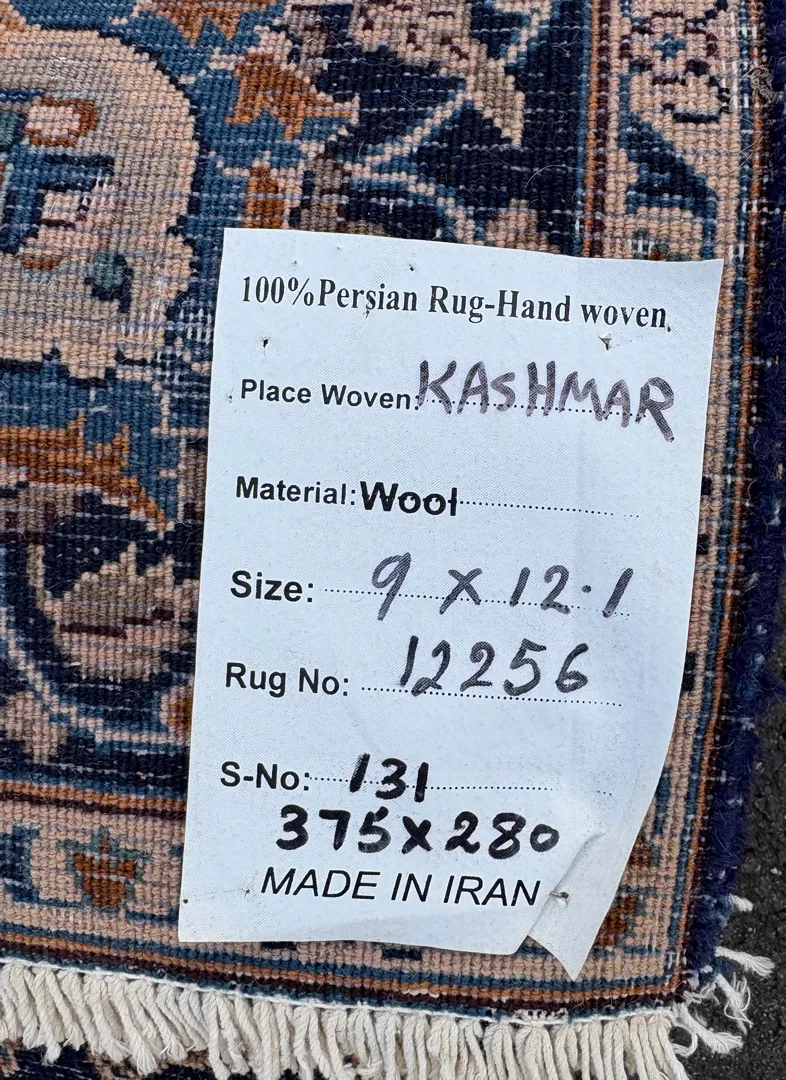 100%Persian Rug-Hand woven.
Place Woven: KASHMAR
Material: Wool
Size: 9 x 12.1
Rug No: 12256
S-No: 131
375x280
MADE IN IRAN